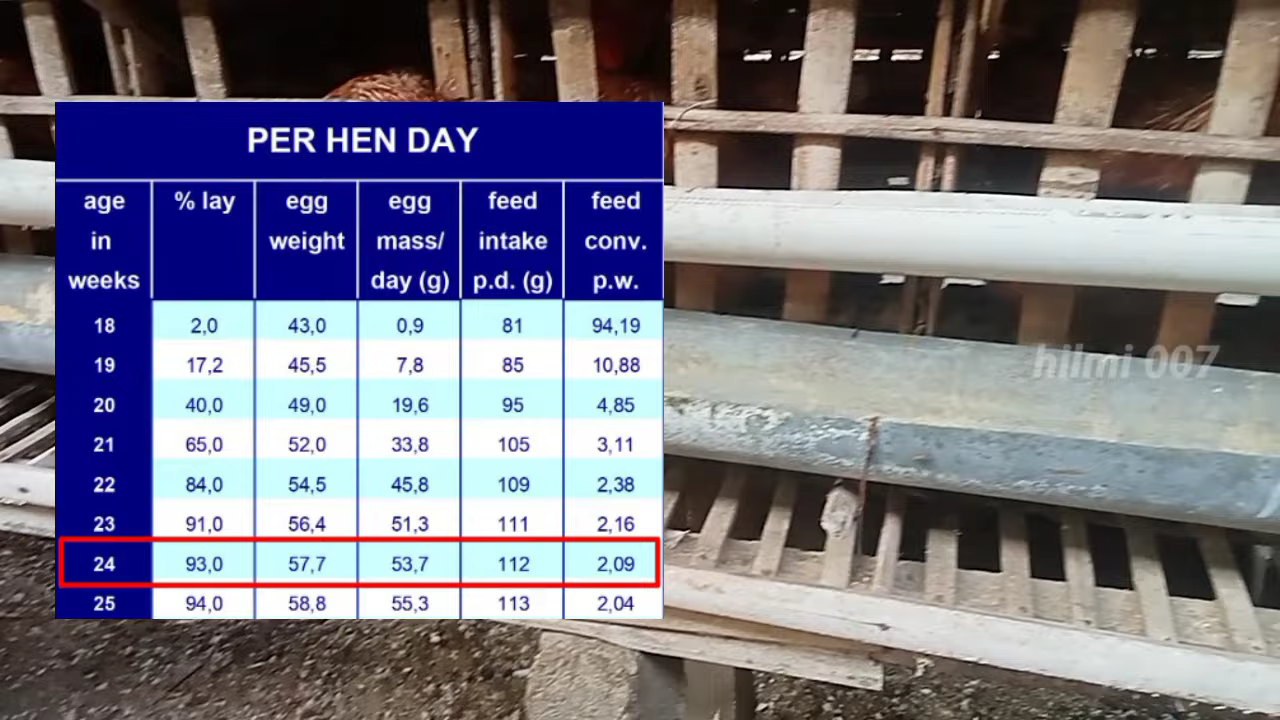 PER HEN DAY
age in weeks % lay egg weight egg mass/ day (g) feed intake p.d. (g) feed conv. p.w.
18 2,0 43,0 0,9 81 94,19
19 17,2 45,5 7,8 85 10,88
20 40,0 49,0 19,6 95 4,85
21 65,0 52,0 33,8 105 3,11
22 84,0 54,5 45,8 109 2,38
23 91,0 56,4 51,3 111 2,16
24 93,0 57,7 53,7 112 2,09
25 94,0 58,8 55,3 113 2,04
hilmi 007